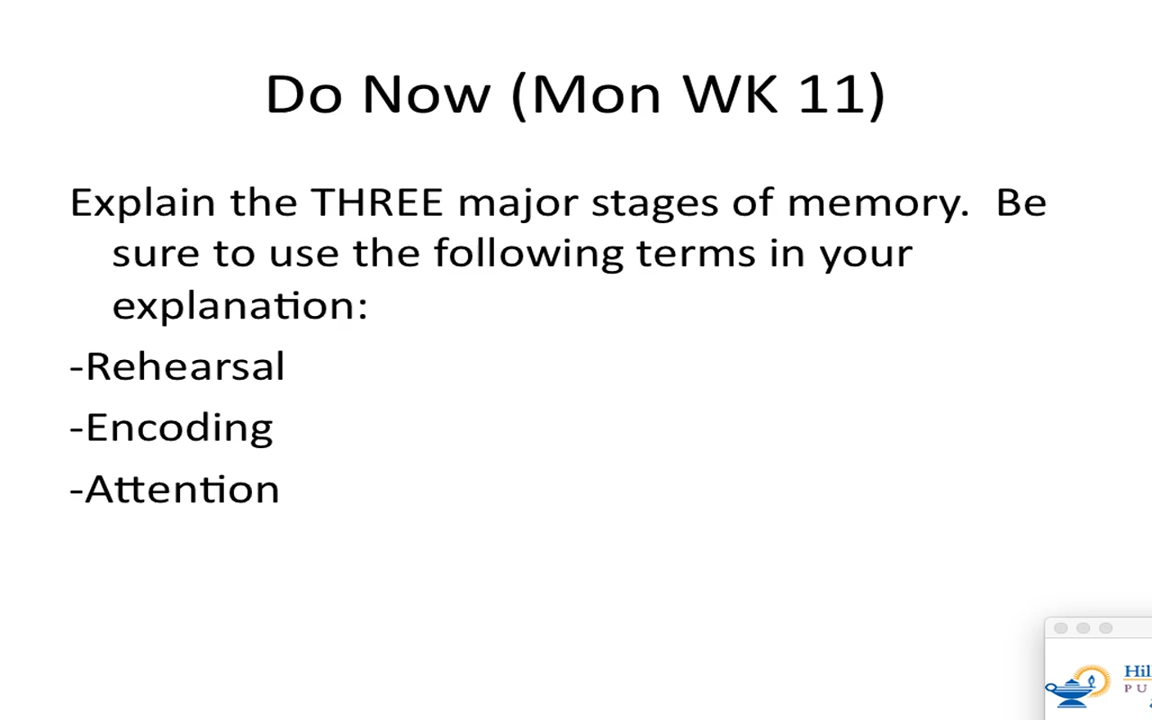 Do Now (Mon WK 11)
Explain the THREE major stages of memory.  Be
sure to use the following terms in your
explanation:
-Rehearsal
-Encoding
-Attention
Hil
PU